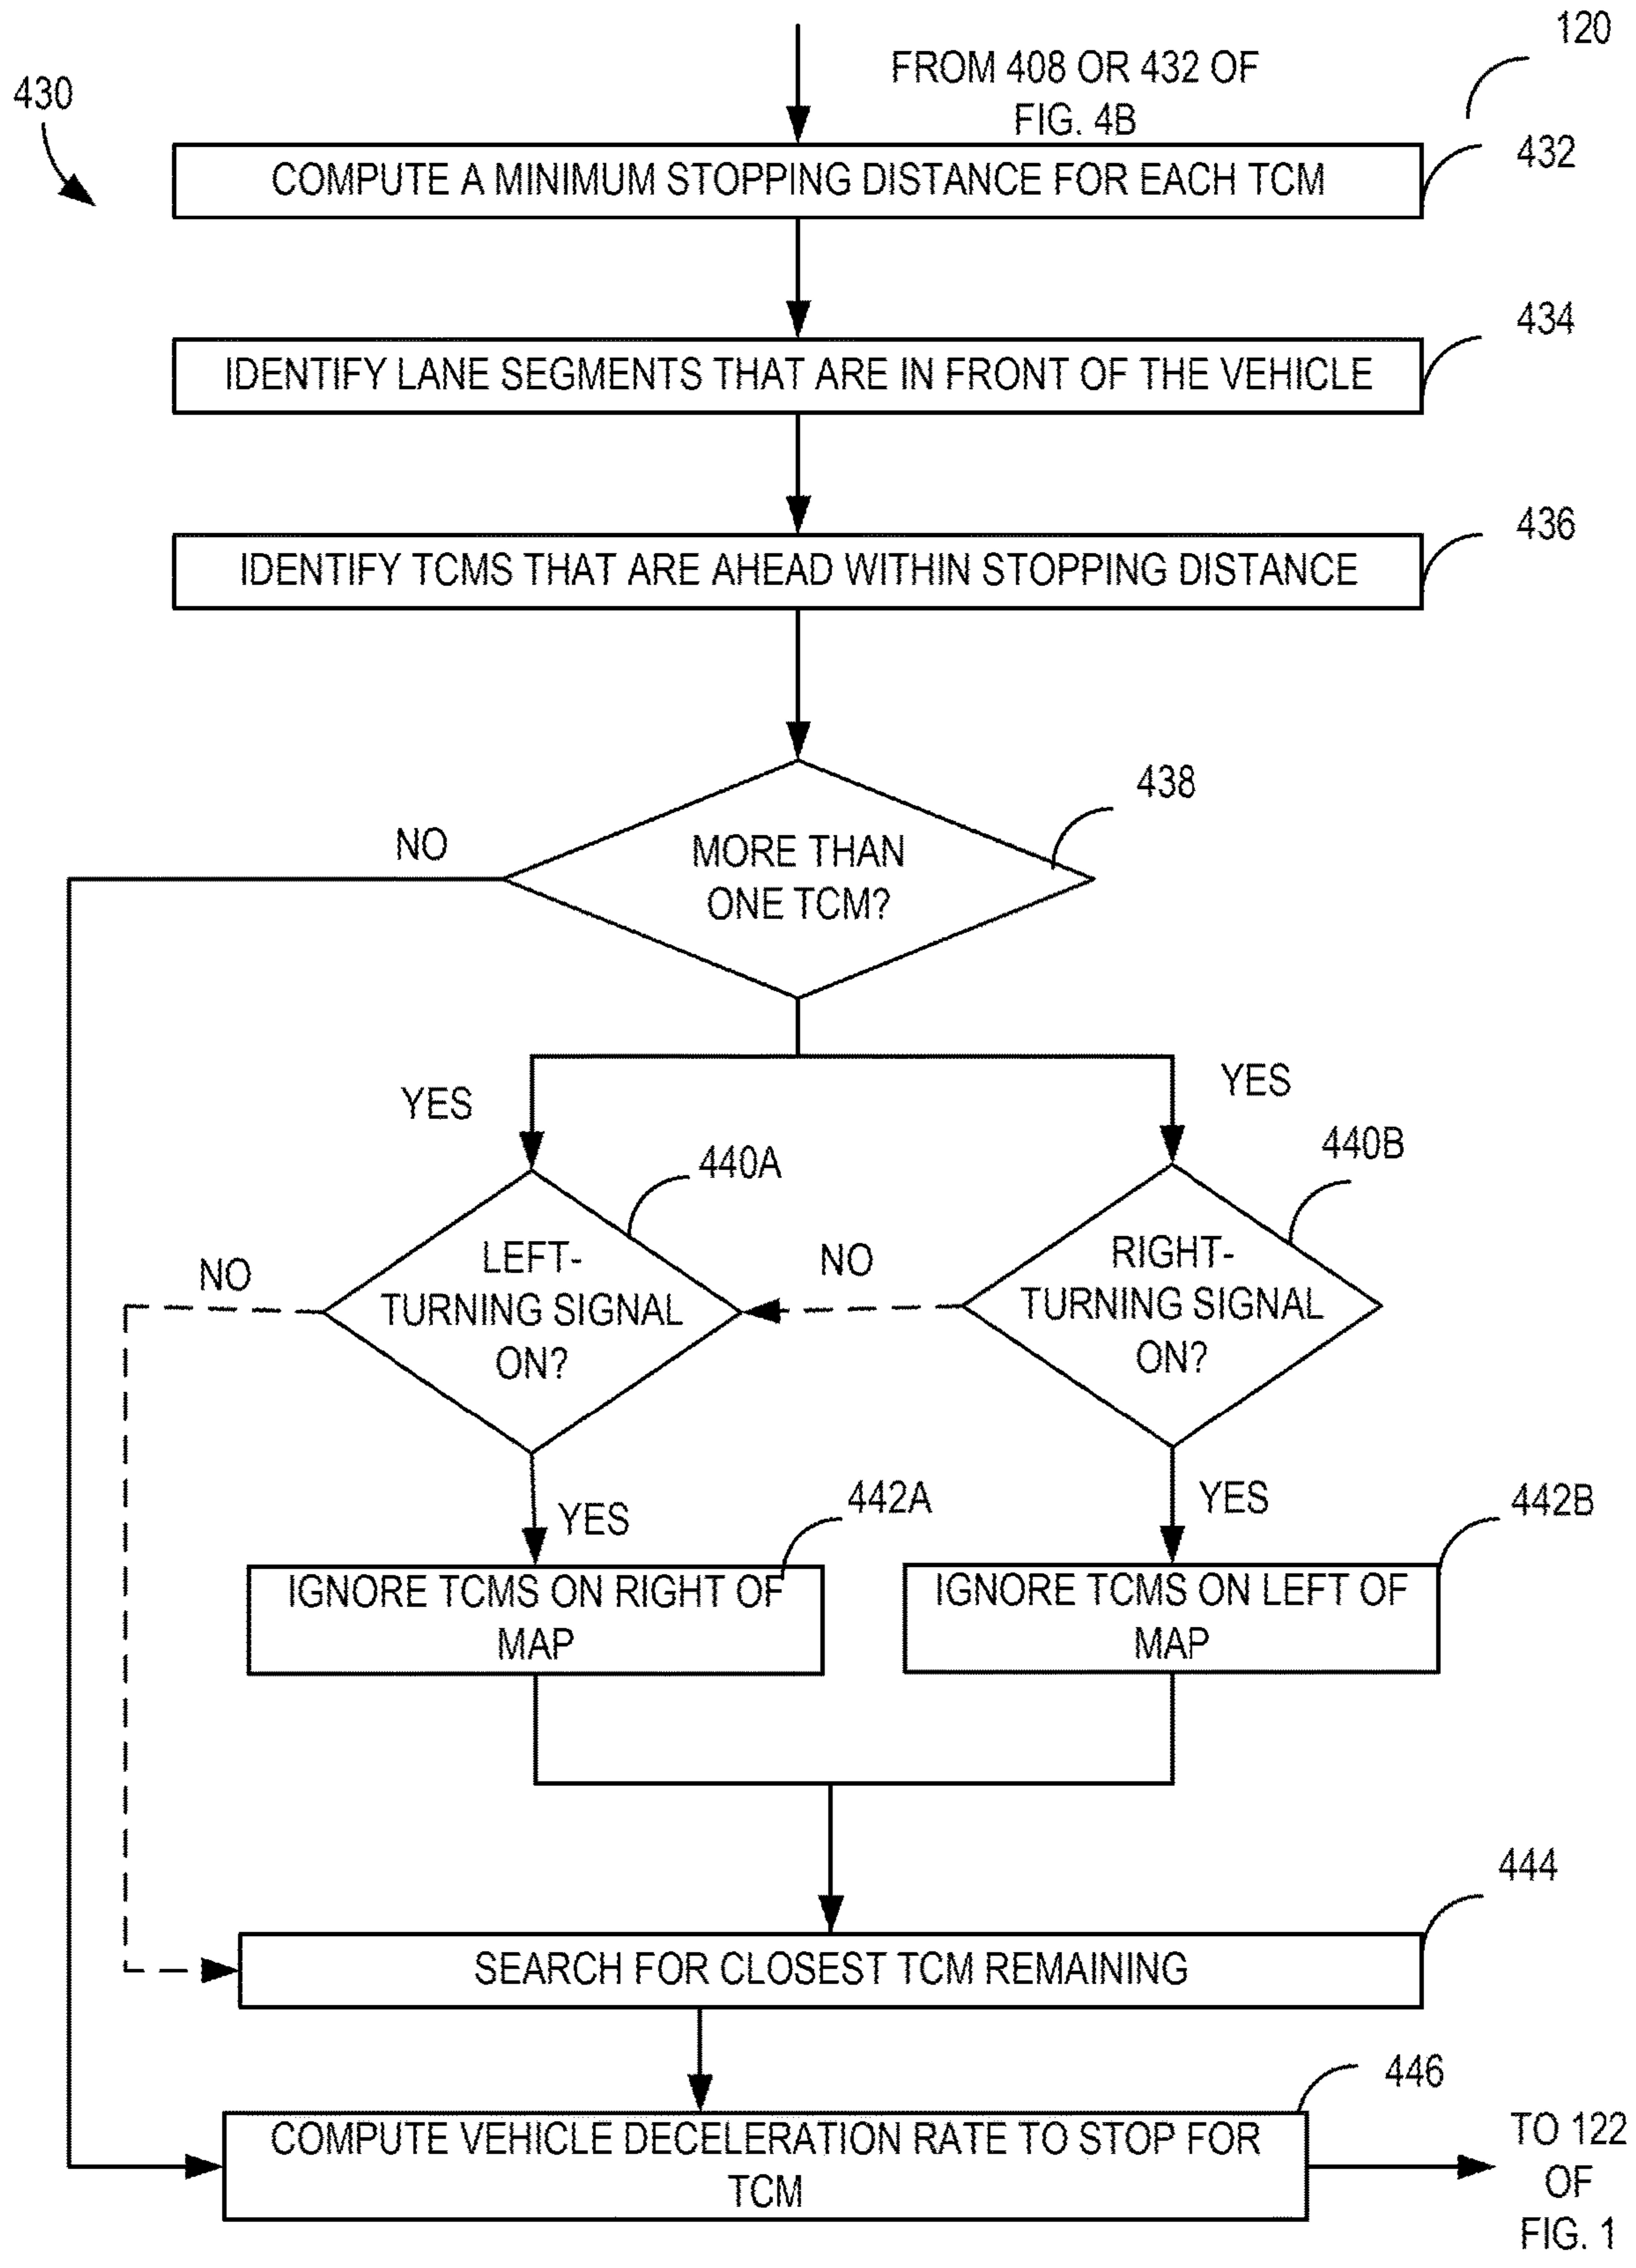 120
FROM 408 OR 432 OF
FIG. 4B
430
432
COMPUTE A MINIMUM STOPPING DISTANCE FOR EACH TCM
434
IDENTIFY LANE SEGMENTS THAT ARE IN FRONT OF THE VEHICLE
436
IDENTIFY TCMS THAT ARE AHEAD WITHIN STOPPING DISTANCE
438
NO
MORE THAN
ONE TCM?
YES
YES
440A
440B
NO
LEFT-
TURNING SIGNAL
ON?
NO
RIGHT-
TURNING SIGNAL
ON?
YES
442A
YES
442B
IGNORE TCMS ON RIGHT OF
MAP
IGNORE TCMS ON LEFT OF
MAP
444
SEARCH FOR CLOSEST TCM REMAINING
446
COMPUTE VEHICLE DECELERATION RATE TO STOP FOR
TCM
TO 122
OF
FIG. 1